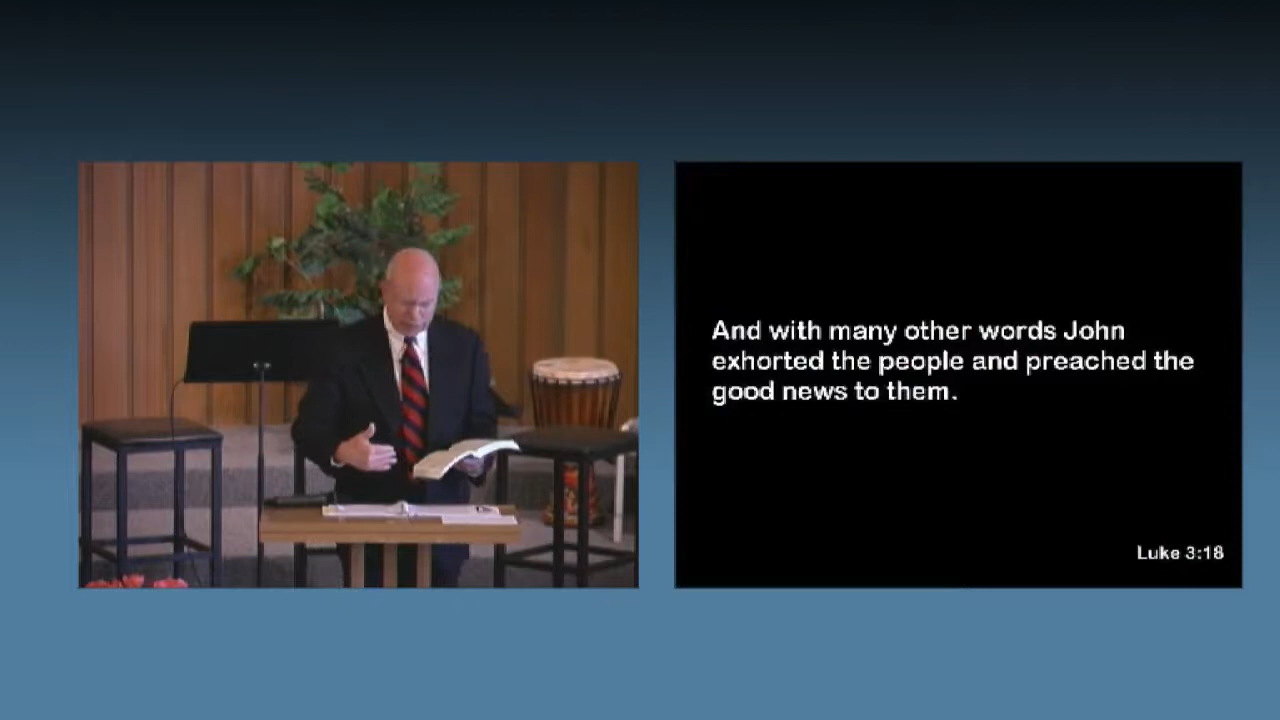 And with many other words John
exhorted the people and preached the
good news to them.
Luke 3:18